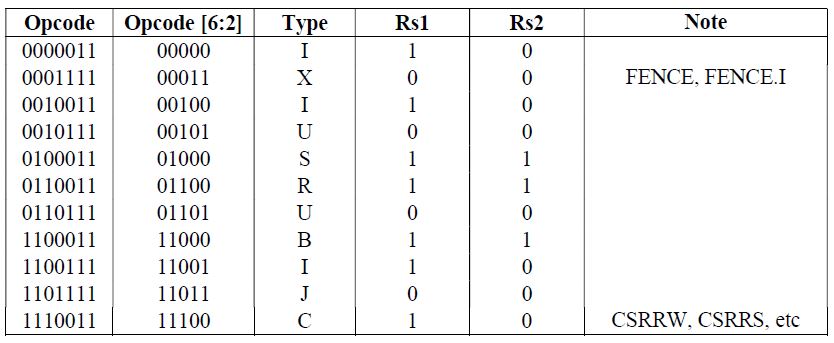 Opcode Opcode [6:2] Type Rs1 Rs2 Note
0000011 00000 I 1 0
0001111 00011 X 0 0 FENCE, FENCE.I
0010011 00100 I 1 0
0010111 00101 U 0 0
0100011 01000 S 1 1
0110011 01100 R 1 1
0110111 01101 U 0 0
1100011 11000 B 1 1
1100111 11001 I 1 0
1101111 11011 J 0 0
1110011 11100 C 1 0 CSRRW, CSRRS, etc